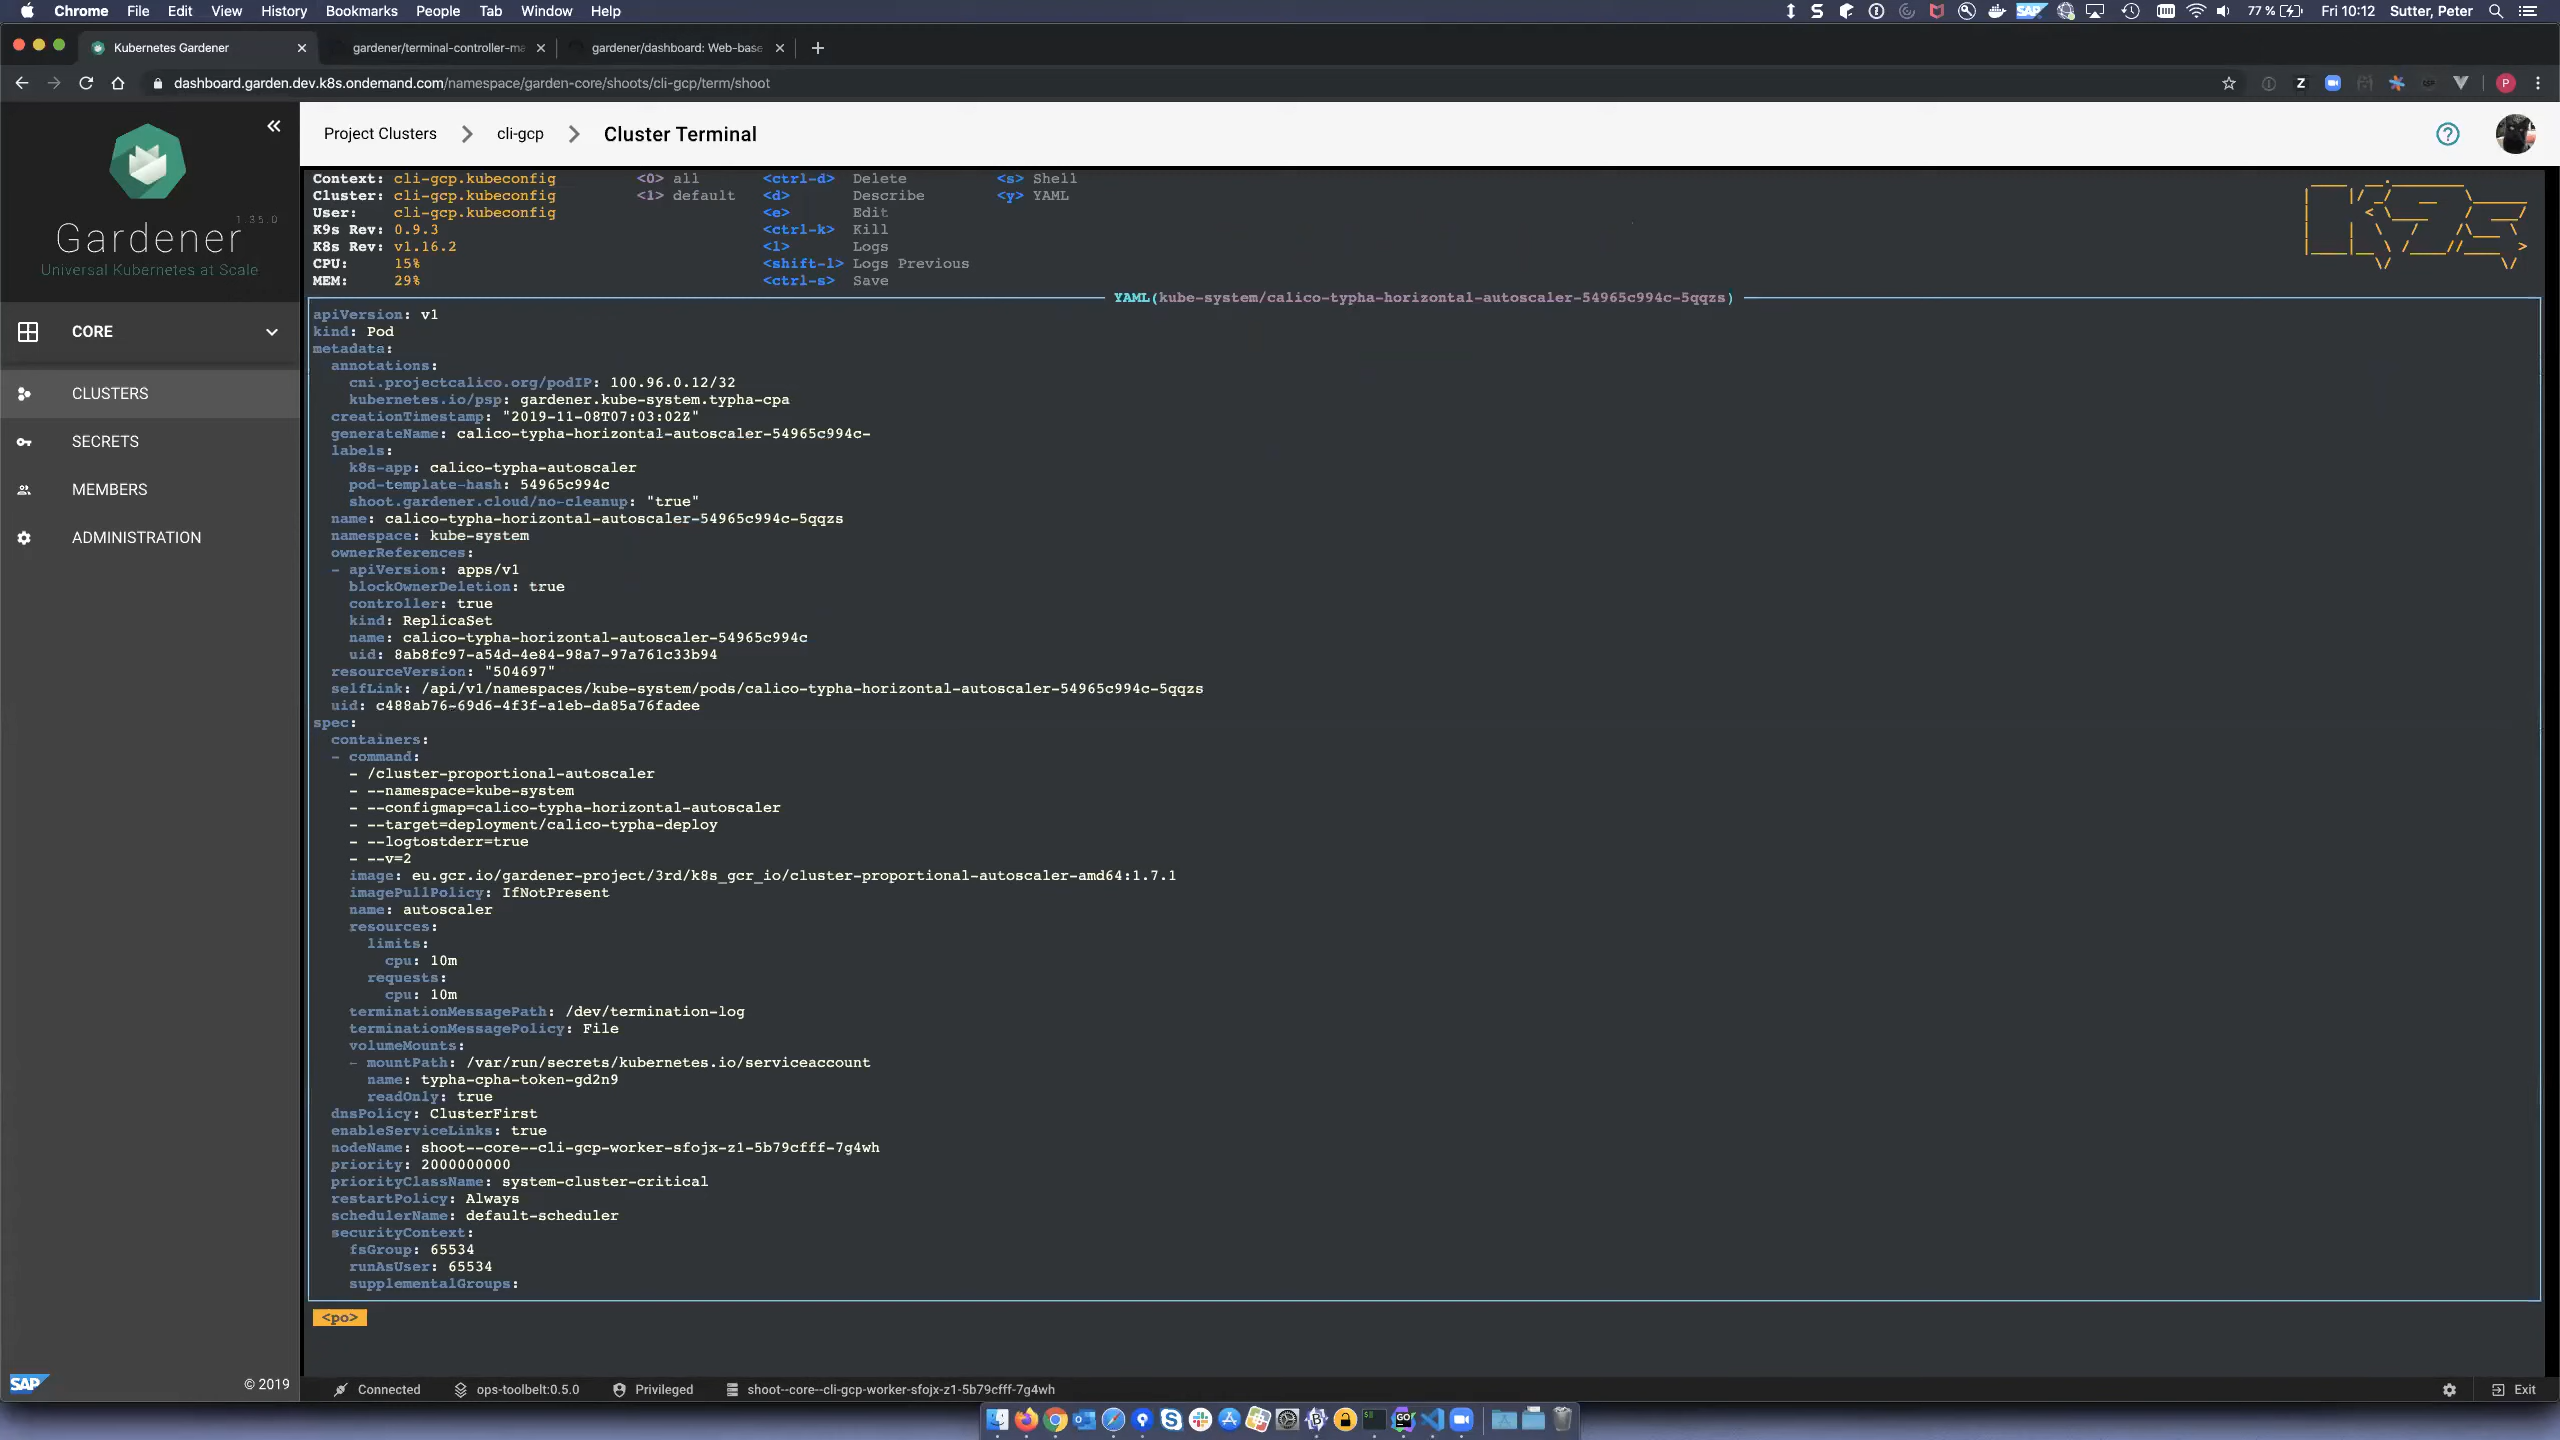 Chrome File Edit View History Bookmarks People Tab Window Help
77 % Fri 10:12 Sutter, Peter
Kubernetes Gardener
gardener/terminal-controller-ma
gardener/dashboard: Web-base
dashboard.garden.dev.k8s.ondemand.com/namespace/garden-core/shoots/cli-gcp/term/shoot
Gardener
1.35.0
Universal Kubernetes at Scale
CORE
CLUSTERS
SECRETS
MEMBERS
ADMINISTRATION
SAP © 2019
Project Clusters > cli-gcp > Cluster Terminal
Context: cli-gcp.kubeconfig <0> all <ctrl-d> Delete <s> Shell
Cluster: cli-gcp.kubeconfig <1> default <d> Describe <y> YAML
User: cli-gcp.kubeconfig <e> Edit
K9s Rev: 0.9.3 <ctrl-k> Kill
K8s Rev: v1.16.2 <l> Logs
CPU: 15% <shift-l> Logs Previous
MEM: 29% <ctrl-s> Save
K9s
YAML(kube-system/calico-typha-horizontal-autoscaler-54965c994c-5qqzs)
apiVersion: v1
kind: Pod
metadata:
annotations:
cni.projectcalico.org/podIP: 100.96.0.12/32
kubernetes.io/psp: gardener.kube-system.typha-cpa
creationTimestamp: "2019-11-08T07:03:02Z"
generateName: calico-typha-horizontal-autoscaler-54965c994c-
labels:
k8s-app: calico-typha-autoscaler
pod-template-hash: 54965c994c
shoot.gardener.cloud/no-cleanup: "true"
name: calico-typha-horizontal-autoscaler-54965c994c-5qqzs
namespace: kube-system
ownerReferences:
- apiVersion: apps/v1
blockOwnerDeletion: true
controller: true
kind: ReplicaSet
name: calico-typha-horizontal-autoscaler-54965c994c
uid: 8ab8fc97-a54d-4e84-98a7-97a761c33b94
resourceVersion: "504697"
selfLink: /api/v1/namespaces/kube-system/pods/calico-typha-horizontal-autoscaler-54965c994c-5qqzs
uid: c488ab76-69d6-4f3f-a1eb-da85a76fadee
spec:
containers:
- command:
- /cluster-proportional-autoscaler
- --namespace=kube-system
- --configmap=calico-typha-horizontal-autoscaler
- --target=deployment/calico-typha-deploy
- --logtostderr=true
- --v=2
image: eu.gcr.io/gardener-project/3rd/k8s_gcr_io/cluster-proportional-autoscaler-amd64:1.7.1
imagePullPolicy: IfNotPresent
name: autoscaler
resources:
limits:
cpu: 10m
requests:
cpu: 10m
terminationMessagePath: /dev/termination-log
terminationMessagePolicy: File
volumeMounts:
- mountPath: /var/run/secrets/kubernetes.io/serviceaccount
name: typha-cpha-token-gd2n9
readOnly: true
dnsPolicy: ClusterFirst
enableServiceLinks: true
nodeName: shoot--core--cli-gcp-worker-sfojx-z1-5b79cfff-7g4wh
priority: 2000000000
priorityClassName: system-cluster-critical
restartPolicy: Always
schedulerName: default-scheduler
securityContext:
fsGroup: 65534
runAsUser: 65534
supplementalGroups:
<po>
Connected ops-toolbelt:0.5.0 Privileged shoot--core--cli-gcp-worker-sfojx-z1-5b79cfff-7g4wh Exit